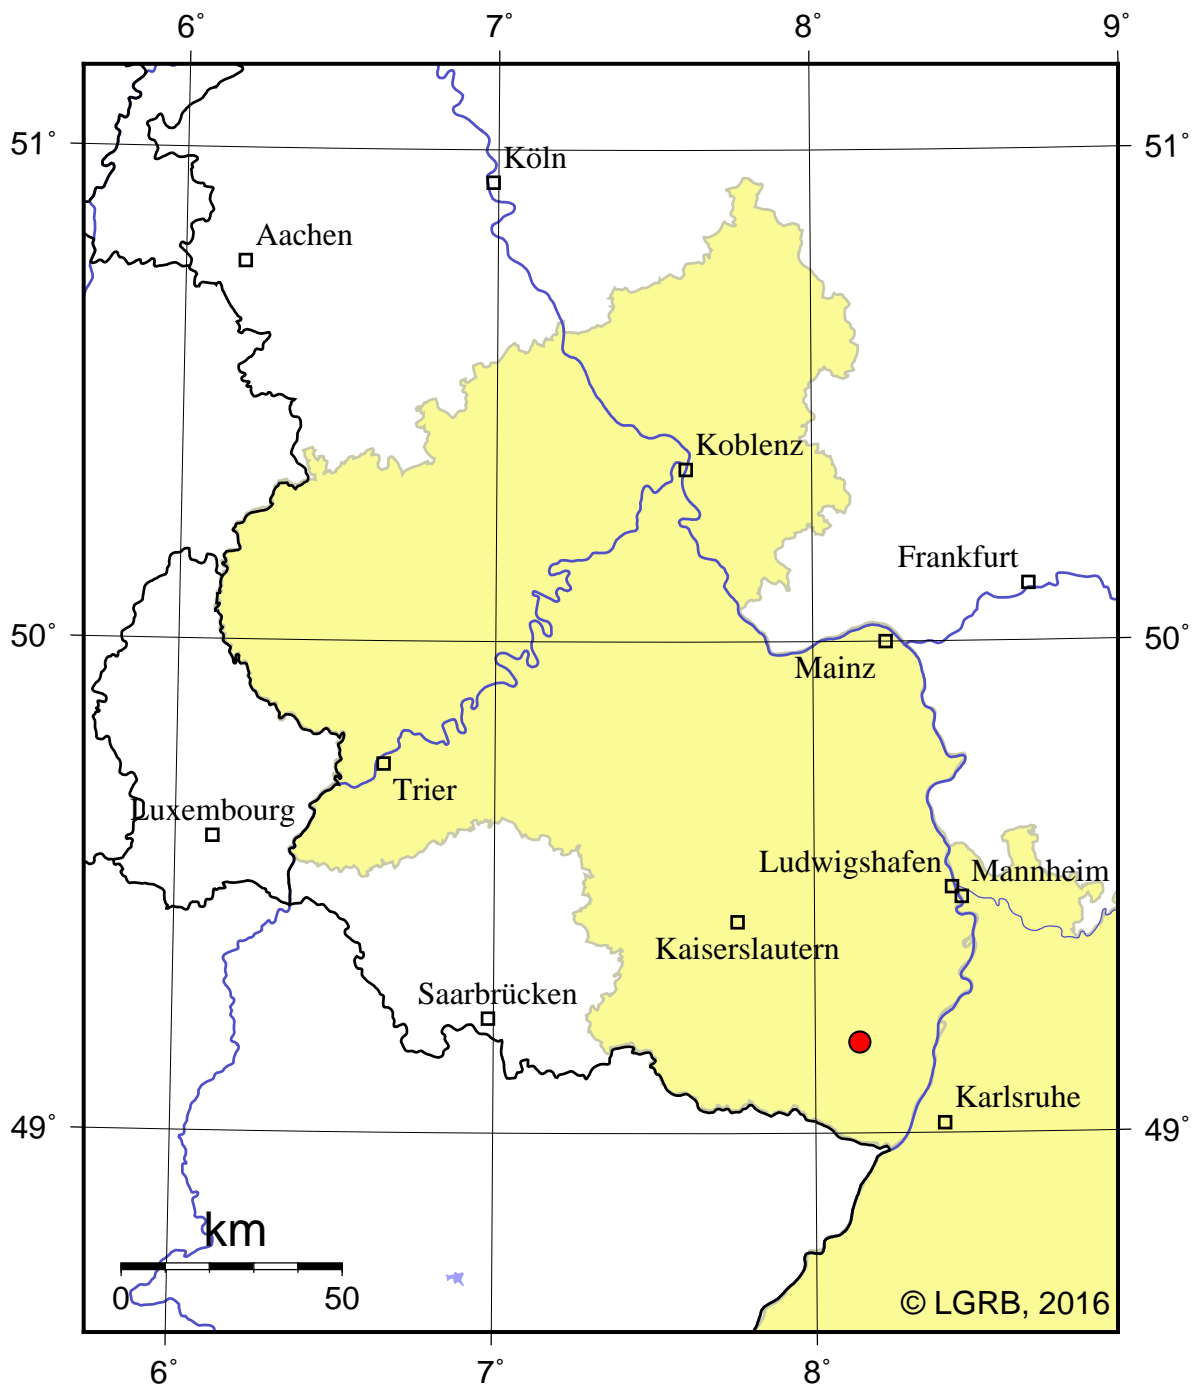 6° 7° 8° 9°
51° 51°
Köln
Aachen
Koblenz
Frankfurt
50° 50°
Mainz
Trier
Luxembourg
Ludwigshafen
Mannheim
Kaiserslautern
Saarbrücken
Karlsruhe
49° 49°
km
0 50
© LGRB, 2016
6° 7° 8°